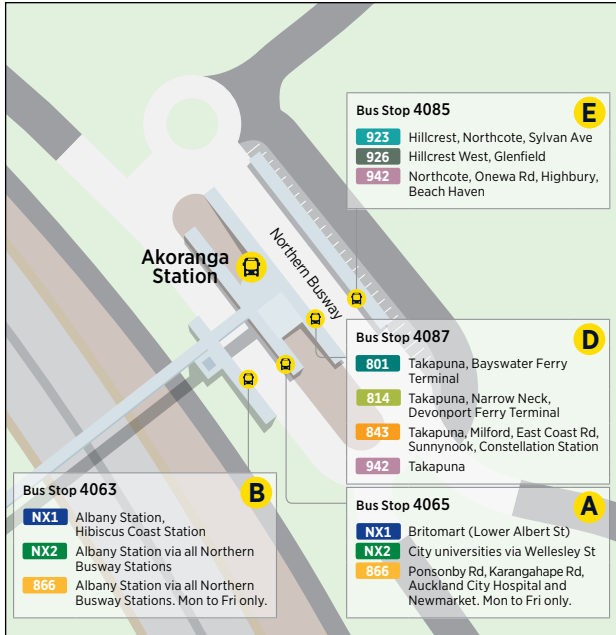 Bus Stop 4085
E
923 Hillcrest, Northcote, Sylvan Ave
926 Hillcrest West, Glenfield
942 Northcote, Onewa Rd, Highbury,
Beach Haven
Akoranga
Station
Northern Busway
Bus Stop 4087
D
801 Takapuna, Bayswater Ferry
Terminal
814 Takapuna, Narrow Neck,
Devonport Ferry Terminal
843 Takapuna, Milford, East Coast Rd,
Sunnynook, Constellation Station
942 Takapuna
Bus Stop 4063
B
NX1 Albany Station,
Hibiscus Coast Station
NX2 Albany Station via all Northern
Busway Stations
866 Albany Station via all Northern
Busway Stations. Mon to Fri only.
Bus Stop 4065
A
NX1 Britomart (Lower Albert St)
NX2 City universities via Wellesley St
866 Ponsonby Rd, Karangahape Rd,
Auckland City Hospital and
Newmarket. Mon to Fri only.